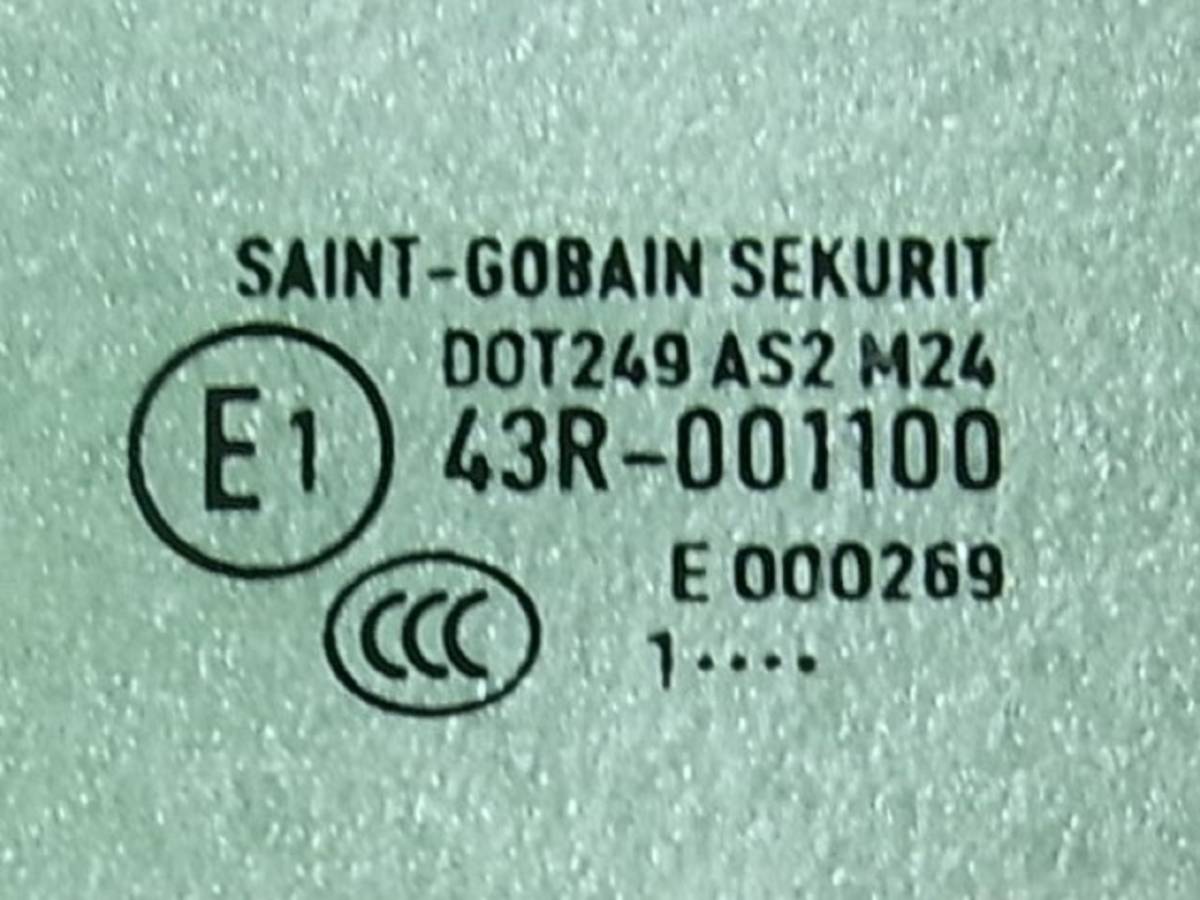 SAINT-GOBAIN SEKURIT
DOT249 AS2 M24
E1
43R-001100
E 000269
CCC
1····